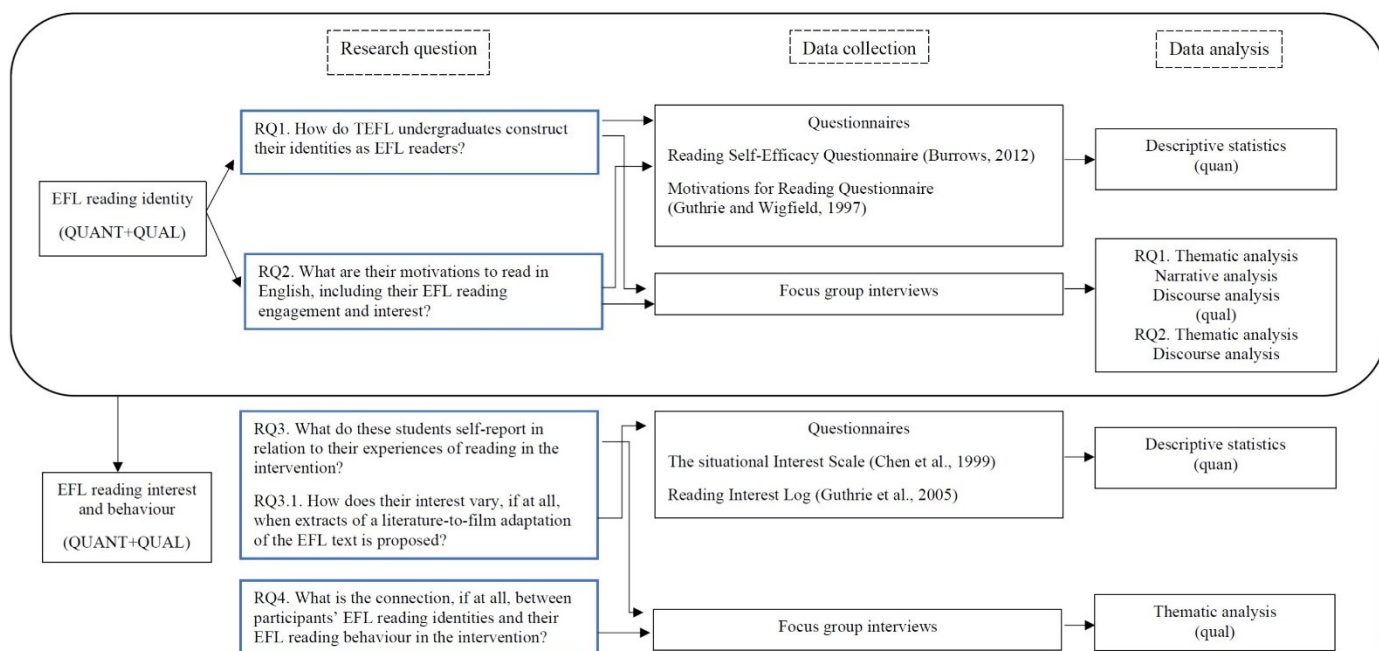 Research question
Data collection
Data analysis
EFL reading identity
(QUANT+QUAL)
RQ1. How do TEFL undergraduates construct
their identities as EFL readers?
RQ2. What are their motivations to read in
English, including their EFL reading
engagement and interest?
Questionnaires
Reading Self-Efficacy Questionnaire (Burrows, 2012)
Motivations for Reading Questionnaire
(Guthrie and Wigfield, 1997)
Focus group interviews
Descriptive statistics
(quan)
RQ1. Thematic analysis
Narrative analysis
Discourse analysis
(qual)
RQ2. Thematic analysis
Discourse analysis
EFL reading interest
and behaviour
(QUANT+QUAL)
RQ3. What do these students self-report in
relation to their experiences of reading in the
intervention?
RQ3.1. How does their interest vary, if at all,
when extracts of a literature-to-film adaptation
of the EFL text is proposed?
RQ4. What is the connection, if at all, between
participants’ EFL reading identities and their
EFL reading behaviour in the intervention?
Questionnaires
The situational Interest Scale (Chen et al., 1999)
Reading Interest Log (Guthrie et al., 2005)
Focus group interviews
Descriptive statistics
(quan)
Thematic analysis
(qual)